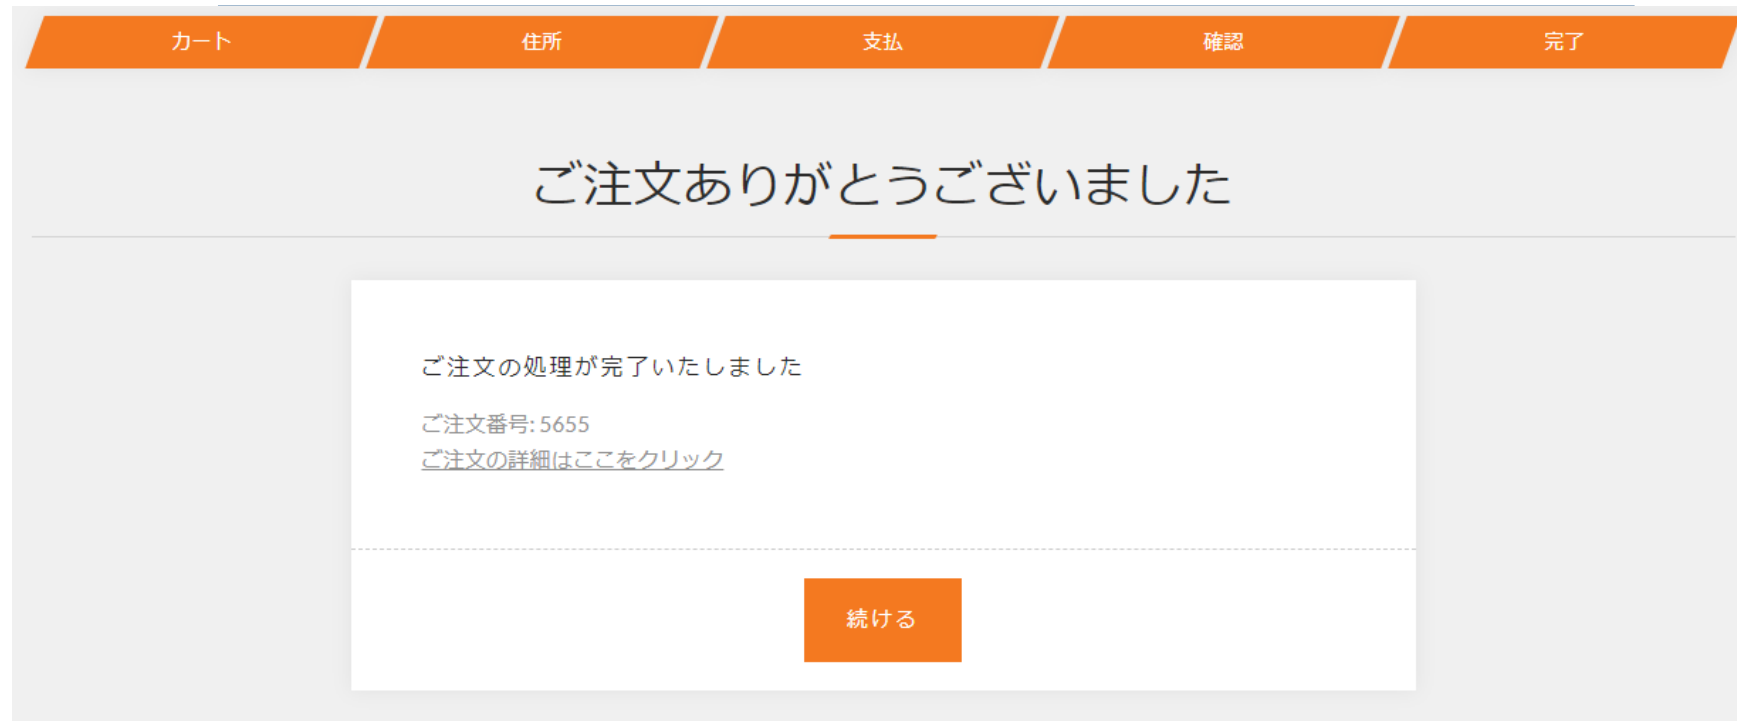 カート 住所 支払 確認 完了
ご注文ありがとうございました
ご注文の処理が完了いたしました
ご注文番号: 5655
ご注文の詳細はここをクリック
続ける